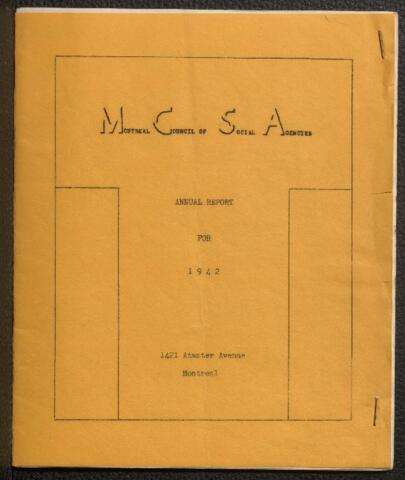 Montreal Council of Social Agencies
ANNUAL REPORT
FOR
1942
1421 Atwater Avenue
Montreal